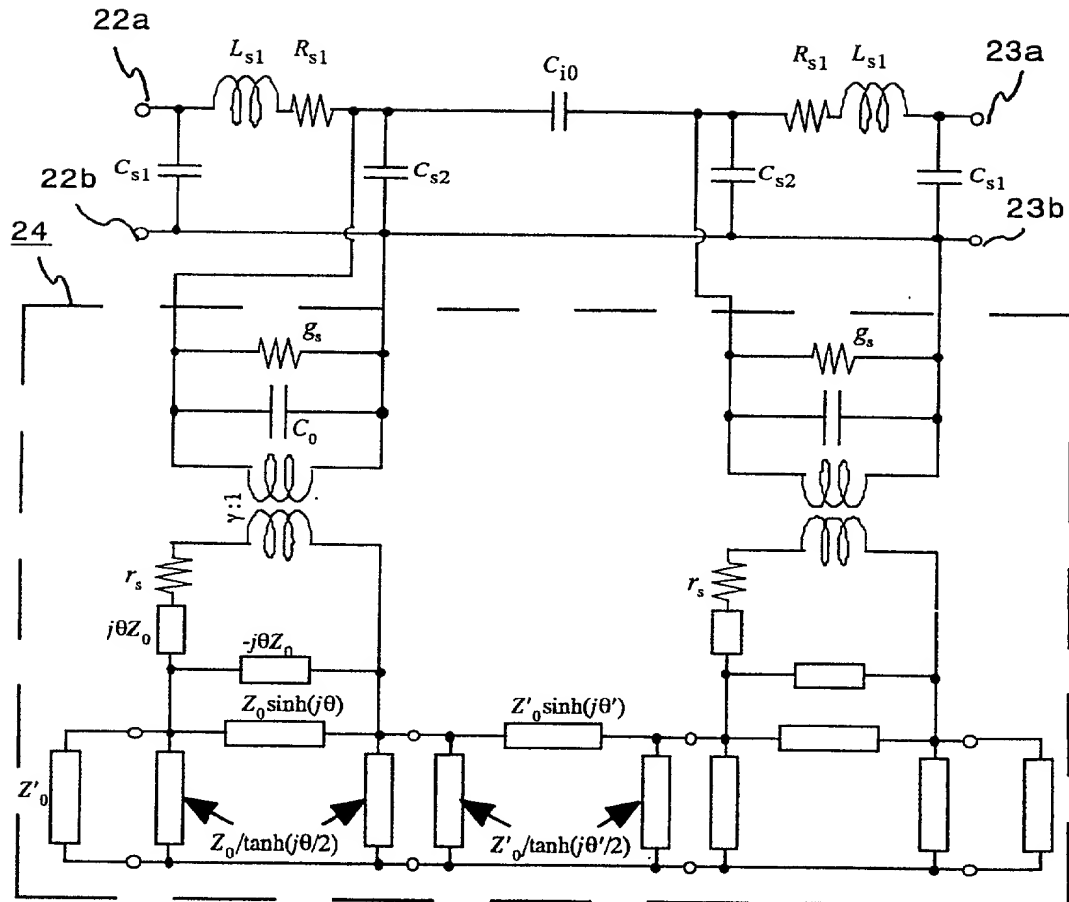 22a
L_s1
R_s1
C_i0
R_s1
L_s1
23a
C_s1
22b
C_s2
C_s2
C_s1
23b
24
g_s
g_s
C_0
γ:1
r_s
r_s
jθZ_0
-jθZ_0
Z_0sinh(jθ)
Z'_0sinh(jθ')
Z'_0
Z_0/tanh(jθ/2)
Z'_0/tanh(jθ'/2)